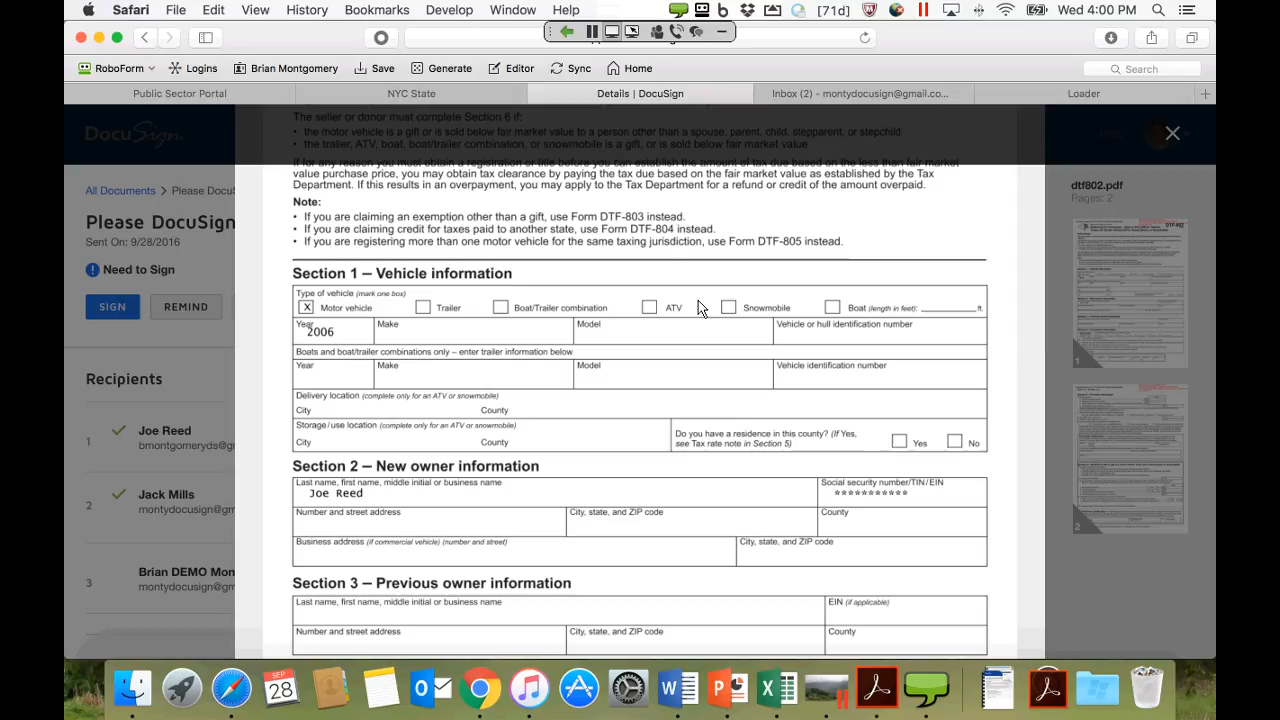 Safari File Edit View History Bookmarks Develop Window Help [71d] Wed 4:00 PM
RoboForm Logins Brian Montgomery Save Generate Editor Sync Home Search
Public Sector Portal NYC State Details | DocuSign Inbox (2) - montydocusign@gmail.co... Loader
DocuSign
All Documents › Please DocuS
Please DocuSign
Sent On: 9/28/2016
Need to Sign
SIGN REMIND
Recipients
1 Joe Reed
bmontgomeryds@g
2 Jack Mills
montydocusign@g
3 Brian DEMO Mon
montydocusign@g
The seller or donor must complete Section 6 if:
• the motor vehicle is a gift or is sold below fair market value to a person other than a spouse, parent, child, stepparent, or stepchild
• the trailer, ATV, boat, boat/trailer combination, or snowmobile is a gift, or is sold below fair market value
If for any reason you must obtain a registration or title before you can establish the amount of tax due based on the less than fair market
value purchase price, you may obtain tax clearance by paying the tax due based on the fair market value as established by the Tax
Department. If this results in an overpayment, you may apply to the Tax Department for a refund or credit of the amount overpaid.
Note:
• If you are claiming an exemption other than a gift, use Form DTF-803 instead.
• If you are claiming credit for taxes paid to another state, use Form DTF-804 instead.
• If you are registering more than one motor vehicle for the same taxing jurisdiction, use Form DTF-805 instead.
Section 1 – Vehicle information
Type of vehicle (mark one box)
X Motor vehicle Trailer Boat/Trailer combination ATV Snowmobile Boat (length in feet): ft.
Year Make Model Vehicle or hull identification number
2006
Boats and boat/trailer combinations only – enter trailer information below
Year Make Model Vehicle identification number
Delivery location (complete only for an ATV or snowmobile)
City County
Storage/use location (complete only for an ATV or snowmobile)
City County
Do you have a residence in this county? (If Yes,
see Tax rate note in Section 5) Yes No
Section 2 – New owner information
Last name, first name, middle initial or business name Social security number/TIN/EIN
Joe Reed ***********
Number and street address City, state, and ZIP code County
Business address (if commercial vehicle) (number and street) City, state, and ZIP code
Section 3 – Previous owner information
Last name, first name, middle initial or business name EIN (if applicable)
Number and street address City, state, and ZIP code County
dtf802.pdf
Pages: 2
DTF-802
1
2
SEP
28